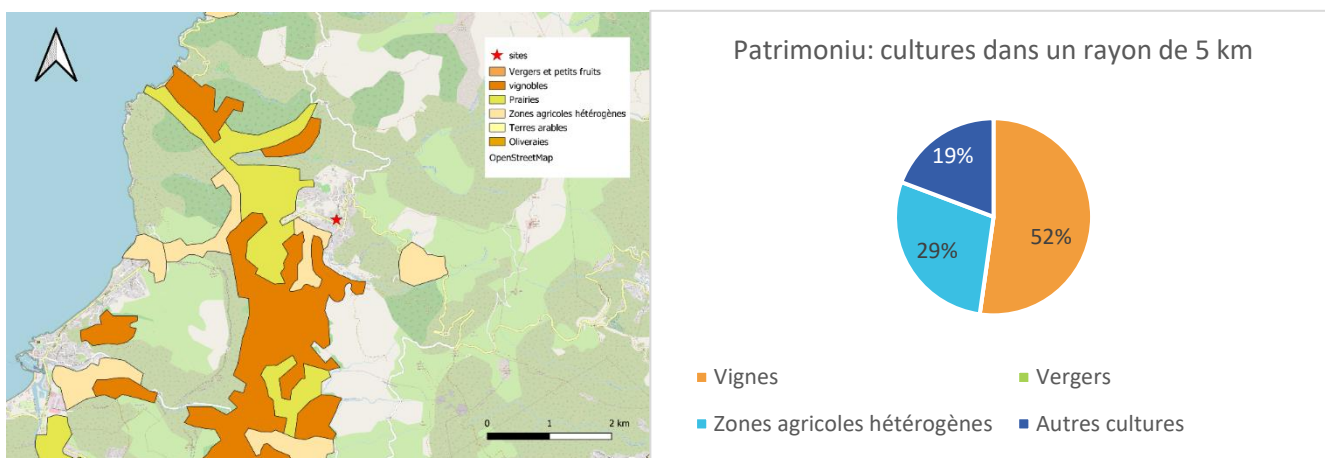 sites
Vergers et petits fruits
vignobles
Prairies
Zones agricoles hétérogènes
Terres arables
Oliveraies
OpenStreetMap
0 1 2 km
Patrimoniu: cultures dans un rayon de 5 km
19%
52%
29%
Vignes
Vergers
Zones agricoles hétérogènes
Autres cultures